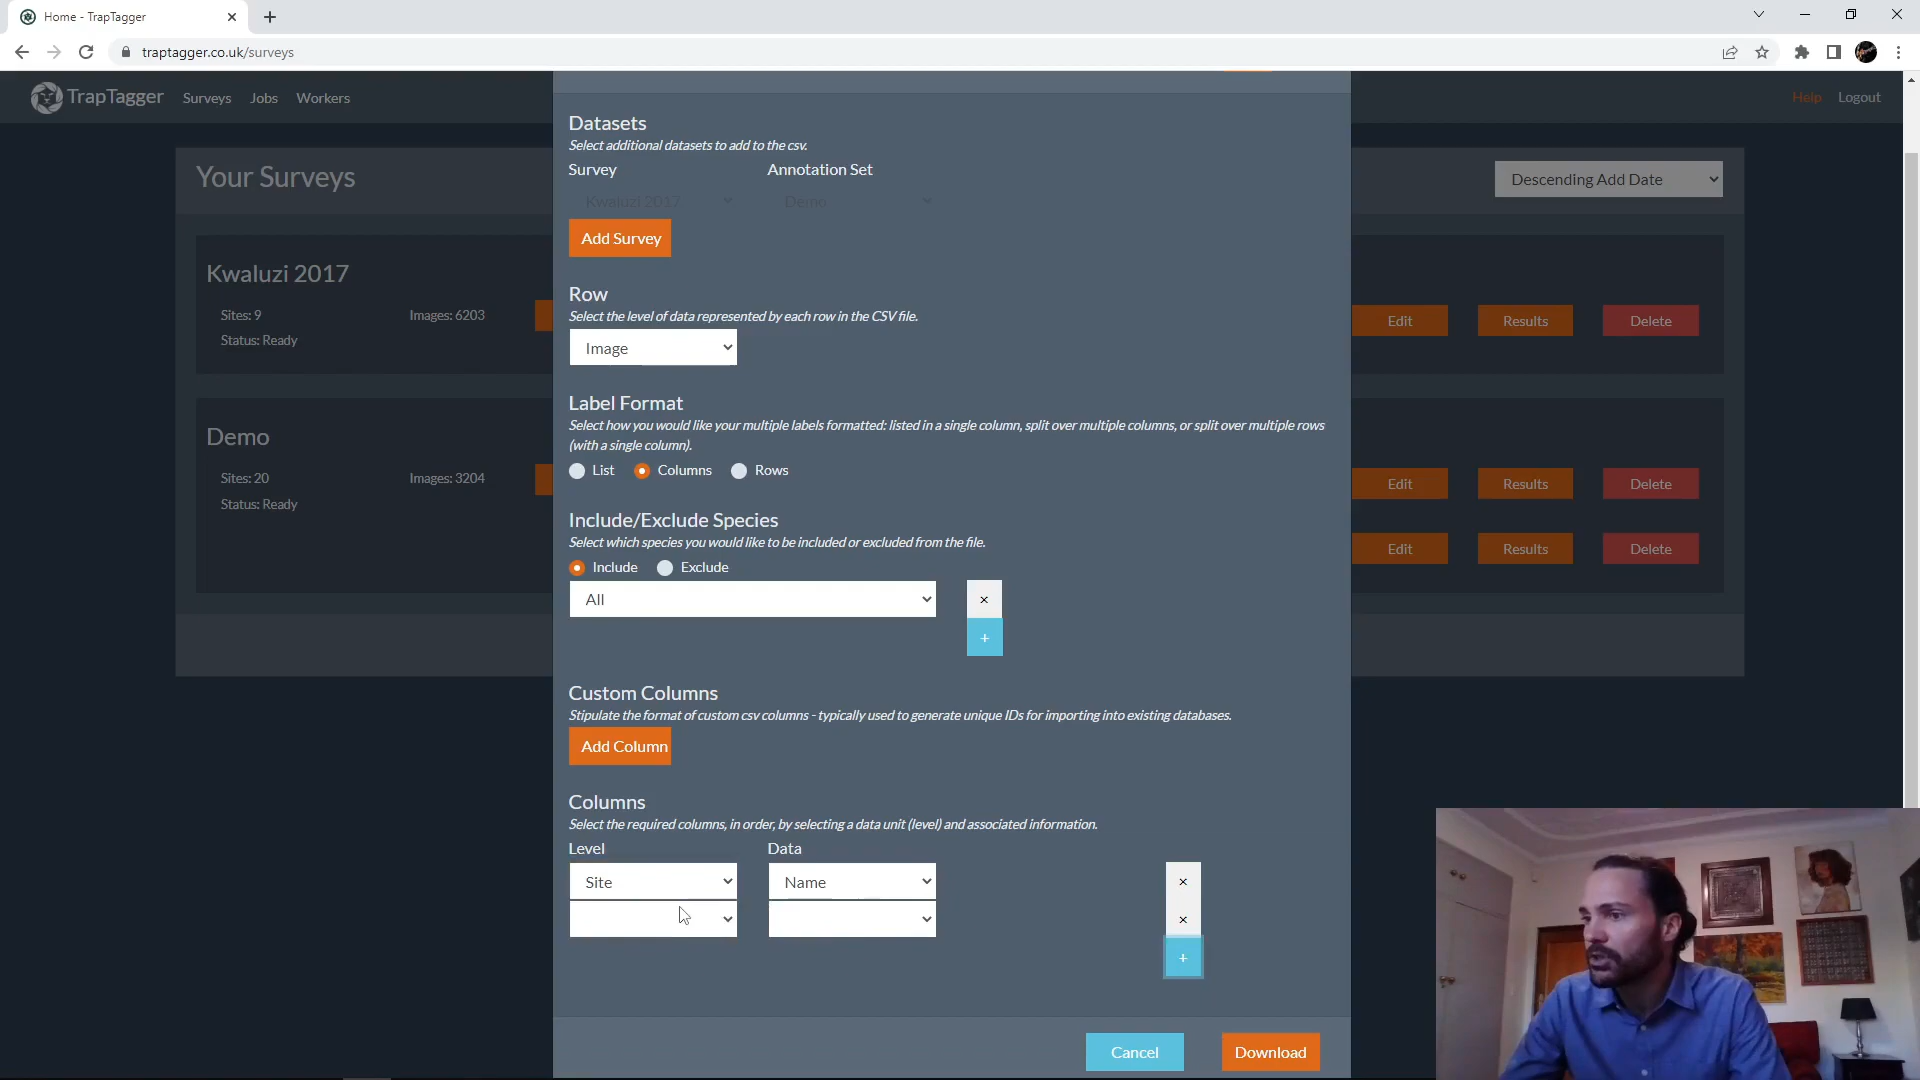 Home - TrapTagger
traptagger.co.uk/surveys
TrapTagger Surveys Jobs Workers Help Logout
Your Surveys
Descending Add Date
Kwaluzi 2017
Sites: 9 Images: 6203
Status: Ready
Edit Results Delete
Demo
Sites: 20 Images: 3204
Status: Ready
Edit Results Delete
Edit Results Delete
Datasets
Select additional datasets to add to the csv.
Survey Annotation Set
Kwaluzi 2017 Demo
Add Survey
Row
Select the level of data represented by each row in the CSV file.
Image
Label Format
Select how you would like your multiple labels formatted: listed in a single column, split over multiple columns, or split over multiple rows
(with a single column).
List Columns Rows
Include/Exclude Species
Select which species you would like to be included or excluded from the file.
Include Exclude
All ×
+
Custom Columns
Stipulate the format of custom csv columns - typically used to generate unique IDs for importing into existing databases.
Add Column
Columns
Select the required columns, in order, by selecting a data unit (level) and associated information.
Level Data
Site Name ×
×
+
Cancel Download